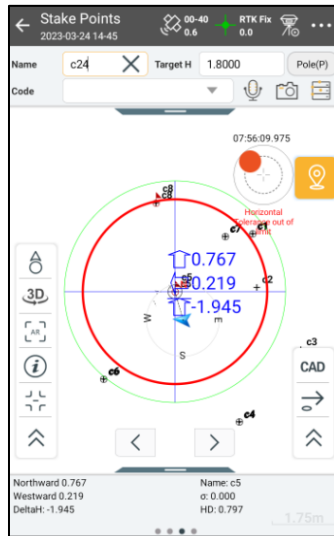 Stake Points
2023-03-24 14-45
00-40
0.6
RTK Fix
0.0
Name
c24
Target H
1.8000
Pole(P)
Code
07:56:09.975
Horizontal
Tolerance out of
limit
c8
c8
c7
c1
0.767
c5
0.219
c2
-1.945
W
E
S
c3
c6
c4
3D
AR
i
CAD
Northward 0.767
Name: c5
Westward 0.219
σ: 0.000
DeltaH: -1.945
HD: 0.797
1.75m